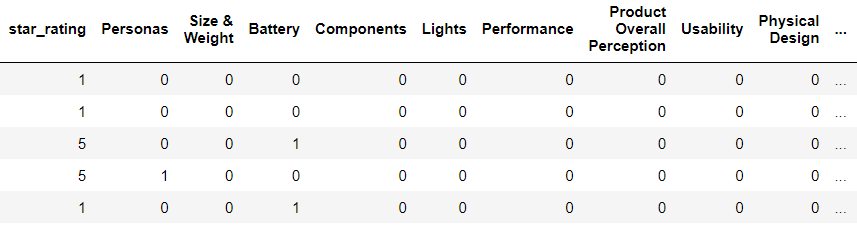 star_rating Personas Size & Weight Battery Components Lights Performance Product Overall Perception Usability Physical Design ...
1 0 0 0 0 0 0 0 0 0 ...
1 0 0 0 0 0 0 0 0 0 ...
5 0 0 1 0 0 0 0 0 0 ...
5 1 0 0 0 0 0 0 0 0 ...
1 0 0 1 0 0 0 0 0 0 ...